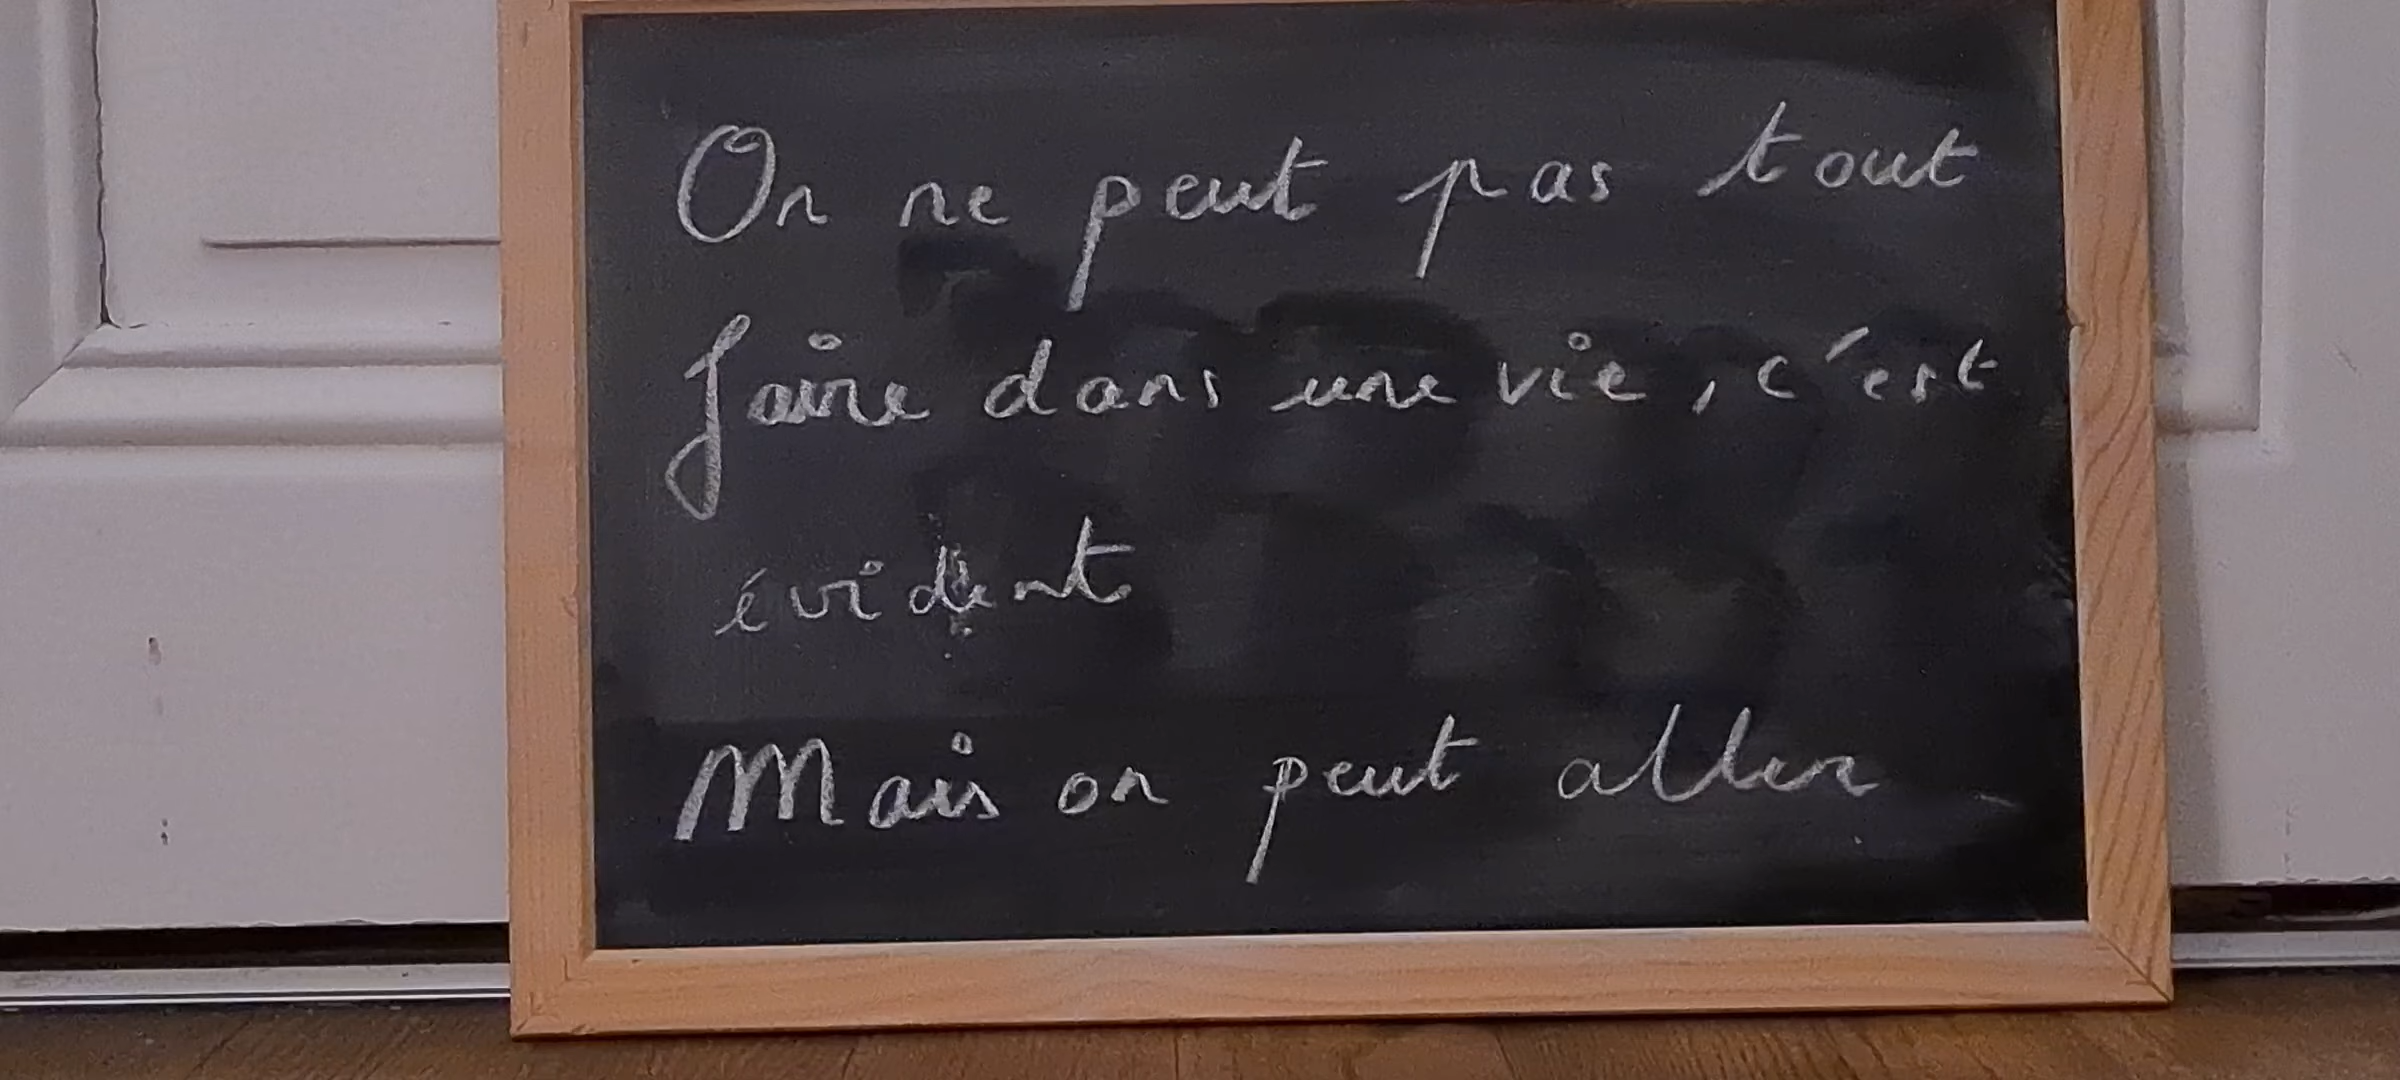 On ne peut pas tout
faire dans une vie, c'est
évident
Mais on peut aller